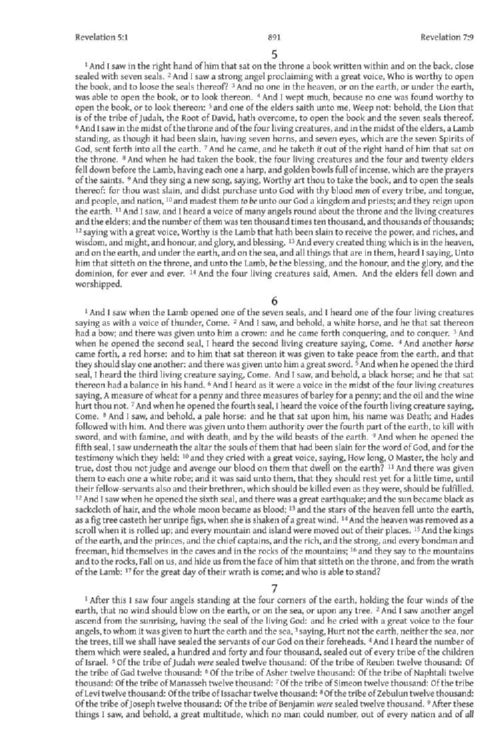 Revelation 5:1 891 Revelation 7:9
5
1 And I saw in the right hand of him that sat on the throne a book written within and on the back, close
sealed with seven seals. 2 And I saw a strong angel proclaiming with a great voice, Who is worthy to open
the book, and to loose the seals thereof? 3 And no one in the heaven, or on the earth, or under the earth,
was able to open the book, or to look thereon. 4 And I wept much, because no one was found worthy to
open the book, or to look thereon: 5 and one of the elders saith unto me, Weep not: behold, the Lion that
is of the tribe of Judah, the Root of David, hath overcome, to open the book and the seven seals thereof.
6 And I saw in the midst of the throne and of the four living creatures, and in the midst of the elders, a Lamb
standing, as though it had been slain, having seven horns, and seven eyes, which are the seven Spirits of
God, sent forth into all the earth. 7 And he came, and he taketh it out of the right hand of him that sat on
the throne. 8 And when he had taken the book, the four living creatures and the four and twenty elders
fell down before the Lamb, having each one a harp, and golden bowls full of incense, which are the prayers
of the saints. 9 And they sing a new song, saying, Worthy art thou to take the book, and to open the seals
thereof: for thou wast slain, and didst purchase unto God with thy blood men of every tribe, and tongue,
and people, and nation, 10 and madest them to be unto our God a kingdom and priests; and they reign upon
the earth. 11 And I saw, and I heard a voice of many angels round about the throne and the living creatures
and the elders; and the number of them was ten thousand times ten thousand, and thousands of thousands;
12 saying with a great voice, Worthy is the Lamb that hath been slain to receive the power, and riches, and
wisdom, and might, and honour, and glory, and blessing. 13 And every created thing which is in the heaven,
and on the earth, and under the earth, and on the sea, and all things that are in them, heard I saying, Unto
him that sitteth on the throne, and unto the Lamb, be the blessing, and the honour, and the glory, and the
dominion, for ever and ever. 14 And the four living creatures said, Amen. And the elders fell down and
worshipped.
6
1 And I saw when the Lamb opened one of the seven seals, and I heard one of the four living creatures
saying as with a voice of thunder, Come. 2 And I saw, and behold, a white horse, and he that sat thereon
had a bow; and there was given unto him a crown: and he came forth conquering, and to conquer. 3 And
when he opened the second seal, I heard the second living creature saying, Come. 4 And another horse
came forth, a red horse: and to him that sat thereon it was given to take peace from the earth, and that
they should slay one another: and there was given unto him a great sword. 5 And when he opened the third
seal, I heard the third living creature saying, Come. And I saw, and behold, a black horse; and he that sat
thereon had a balance in his hand. 6 And I heard as it were a voice in the midst of the four living creatures
saying, A measure of wheat for a penny and three measures of barley for a penny; and the oil and the wine
hurt thou not. 7 And when he opened the fourth seal, I heard the voice of the fourth living creature saying,
Come. 8 And I saw, and behold, a pale horse: and he that sat upon him, his name was Death; and Hades
followed with him. And there was given unto them authority over the fourth part of the earth, to kill with
sword, and with famine, and with death, and by the wild beasts of the earth. 9 And when he opened the
fifth seal, I saw underneath the altar the souls of them that had been slain for the word of God, and for the
testimony which they held: 10 and they cried with a great voice, saying, How long, O Master, the holy and
true, dost thou not judge and avenge our blood on them that dwell on the earth? 11 And there was given
them to each one a white robe; and it was said unto them, that they should rest yet for a little time, until
their fellow-servants also and their brethren, which should be killed even as they were, should be fulfilled.
12 And I saw when he opened the sixth seal, and there was a great earthquake; and the sun became black as
sackcloth of hair, and the whole moon became as blood; 13 and the stars of the heaven fell unto the earth,
as a fig tree casteth her unripe figs, when she is shaken of a great wind. 14 And the heaven was removed as a
scroll when it is rolled up; and every mountain and island were moved out of their places. 15 And the kings
of the earth, and the princes, and the chief captains, and the rich, and the strong, and every bondman and
freeman, hid themselves in the caves and in the rocks of the mountains; 16 and they say to the mountains
and to the rocks, Fall on us, and hide us from the face of him that sitteth on the throne, and from the wrath
of the Lamb: 17 for the great day of their wrath is come; and who is able to stand?
7
1 After this I saw four angels standing at the four corners of the earth, holding the four winds of the
earth, that no wind should blow on the earth, or on the sea, or upon any tree. 2 And I saw another angel
ascend from the sunrising, having the seal of the living God: and he cried with a great voice to the four
angels, to whom it was given to hurt the earth and the sea, 3 saying, Hurt not the earth, neither the sea, nor
the trees, till we shall have sealed the servants of our God on their foreheads. 4 And I heard the number of
them which were sealed, a hundred and forty and four thousand, sealed out of every tribe of the children
of Israel. 5 Of the tribe of Judah were sealed twelve thousand: Of the tribe of Reuben twelve thousand: Of
the tribe of Gad twelve thousand: 6 Of the tribe of Asher twelve thousand: Of the tribe of Naphtali twelve
thousand: Of the tribe of Manasseh twelve thousand: 7 Of the tribe of Simeon twelve thousand: Of the tribe
of Levi twelve thousand: Of the tribe of Issachar twelve thousand: 8 Of the tribe of Zebulun twelve thousand:
Of the tribe of Joseph twelve thousand: Of the tribe of Benjamin were sealed twelve thousand. 9 After these
things I saw, and behold, a great multitude, which no man could number, out of every nation and of all